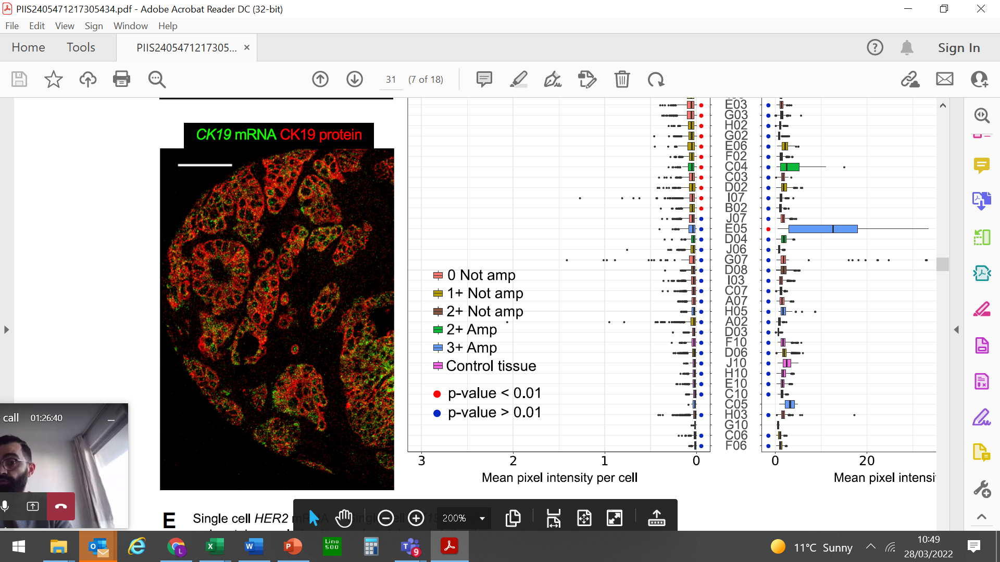 PIIS2405471217305434.pdf - Adobe Acrobat Reader DC (32-bit)
File Edit View Sign Window Help
Home Tools PIIS2405471217305... × Sign In
31 (7 of 18)
CK19 mRNA CK19 protein
E03
G03
H02
G02
E06
F02
C04
C03
D02
I07
B02
J07
E05
D04
J06
G07
D08
I03
C07
A07
H05
A02
D03
F10
D06
J10
H10
E10
C10
C05
H03
G10
C06
F06
0 Not amp
1+ Not amp
2+ Not amp
2+ Amp
3+ Amp
Control tissue
p-value < 0.01
p-value > 0.01
3 2 1 0
Mean pixel intensity per cell
0 20
Mean pixel intensi
call 01:26:40
E Single cell HER2
200%
Line
500
9
11°C Sunny
10:49
28/03/2022